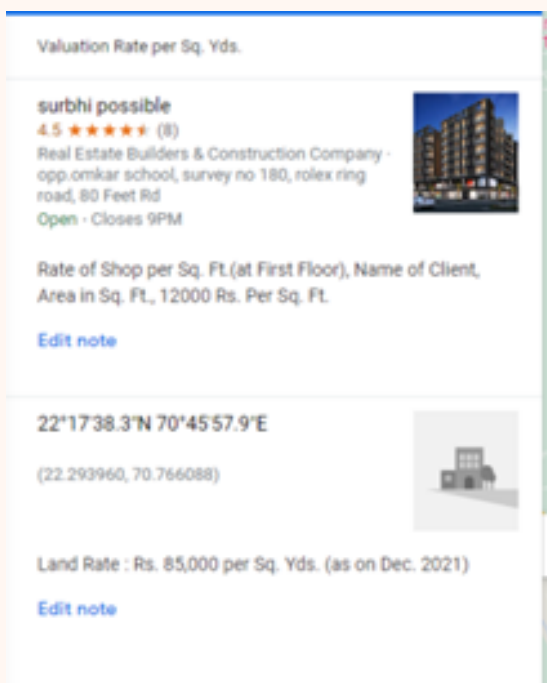 Valuation Rate per Sq. Yds.
surbhi possible
4.5 ★★★★★ (8)
Real Estate Builders & Construction Company ·
opp.omkar school, survey no 180, rolex ring
road, 80 Feet Rd
Open · Closes 9PM
Rate of Shop per Sq. Ft.(at First Floor), Name of Client,
Area in Sq. Ft., 12000 Rs. Per Sq. Ft.
Edit note
22°17'38.3"N 70°45'57.9"E
(22.293960, 70.766088)
Land Rate : Rs. 85,000 per Sq. Yds. (as on Dec. 2021)
Edit note